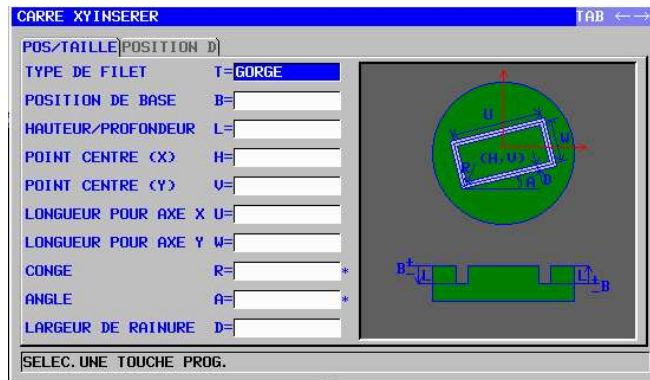 CARRE XYINSERER TAB ←→
POS/TAILLE POSITION D
TYPE DE FILET T= GORGE
POSITION DE BASE B=
HAUTEUR/PROFONDEUR L=
POINT CENTRE (X) H=
POINT CENTRE (Y) V=
LONGUEUR POUR AXE X U=
LONGUEUR POUR AXE Y W=
CONGE R= *
ANGLE A= *
LARGEUR DE RAINURE D=
U
W
(H,V)
R
A D
B + - L
L + - B
SELEC.UNE TOUCHE PROG.